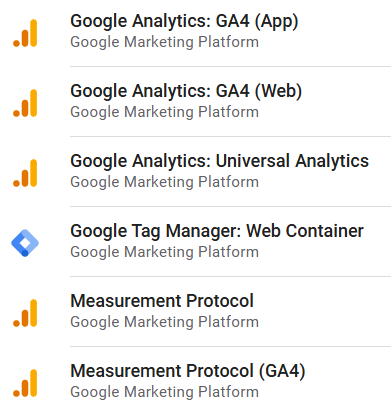 Google Analytics: GA4 (App)
Google Marketing Platform
Google Analytics: GA4 (Web)
Google Marketing Platform
Google Analytics: Universal Analytics
Google Marketing Platform
Google Tag Manager: Web Container
Google Marketing Platform
Measurement Protocol
Google Marketing Platform
Measurement Protocol (GA4)
Google Marketing Platform